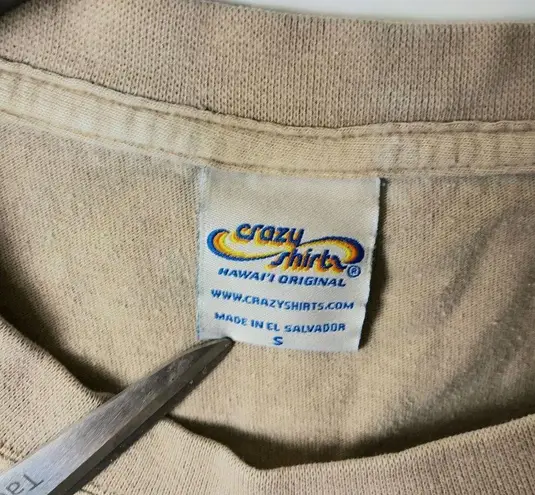 crazy
shirts®
HAWAI'I ORIGINAL
WWW.CRAZYSHIRTS.COM
MADE IN EL SALVADOR
S